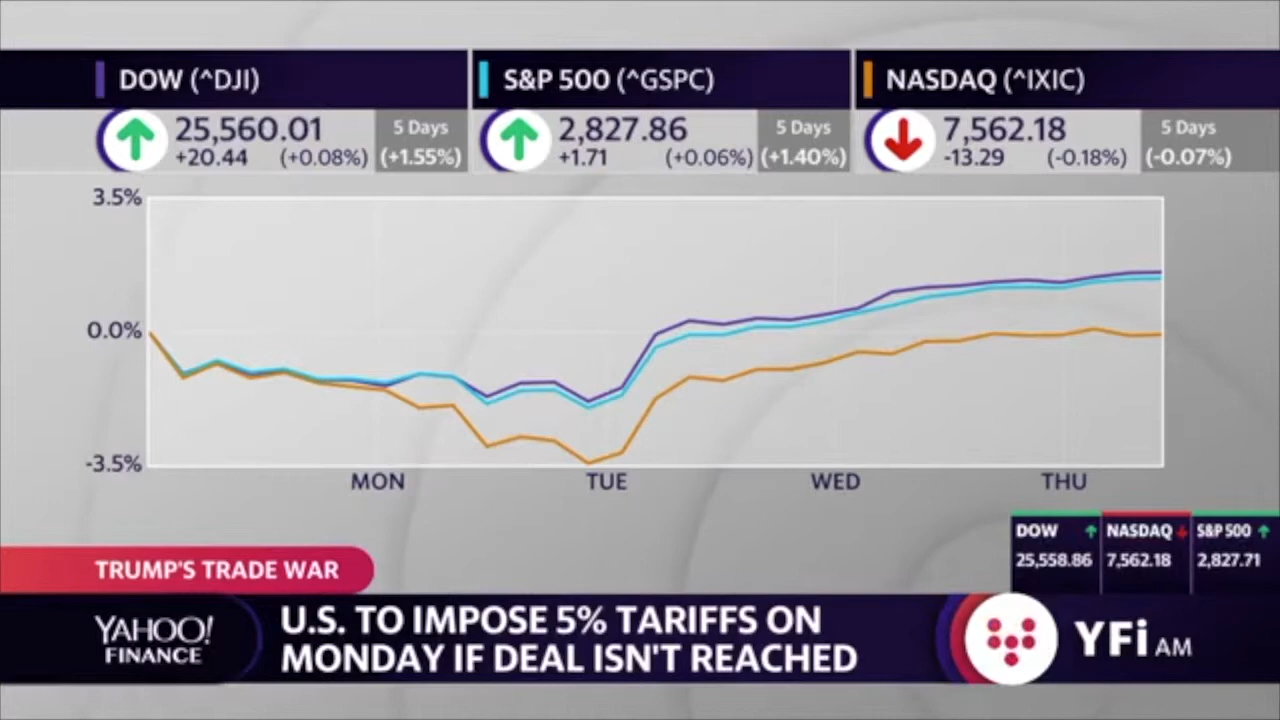 DOW (^DJI)
25,560.01
+20.44 (+0.08%)
5 Days
(+1.55%)
S&P 500 (^GSPC)
2,827.86
+1.71 (+0.06%)
5 Days
(+1.40%)
NASDAQ (^IXIC)
7,562.18
-13.29 (-0.18%)
5 Days
(-0.07%)
3.5%
0.0%
-3.5%
MON TUE WED THU
DOW NASDAQ S&P 500
25,558.86 7,562.18 2,827.71
TRUMP'S TRADE WAR
YAHOO!
FINANCE
U.S. TO IMPOSE 5% TARIFFS ON
MONDAY IF DEAL ISN'T REACHED
YFi AM